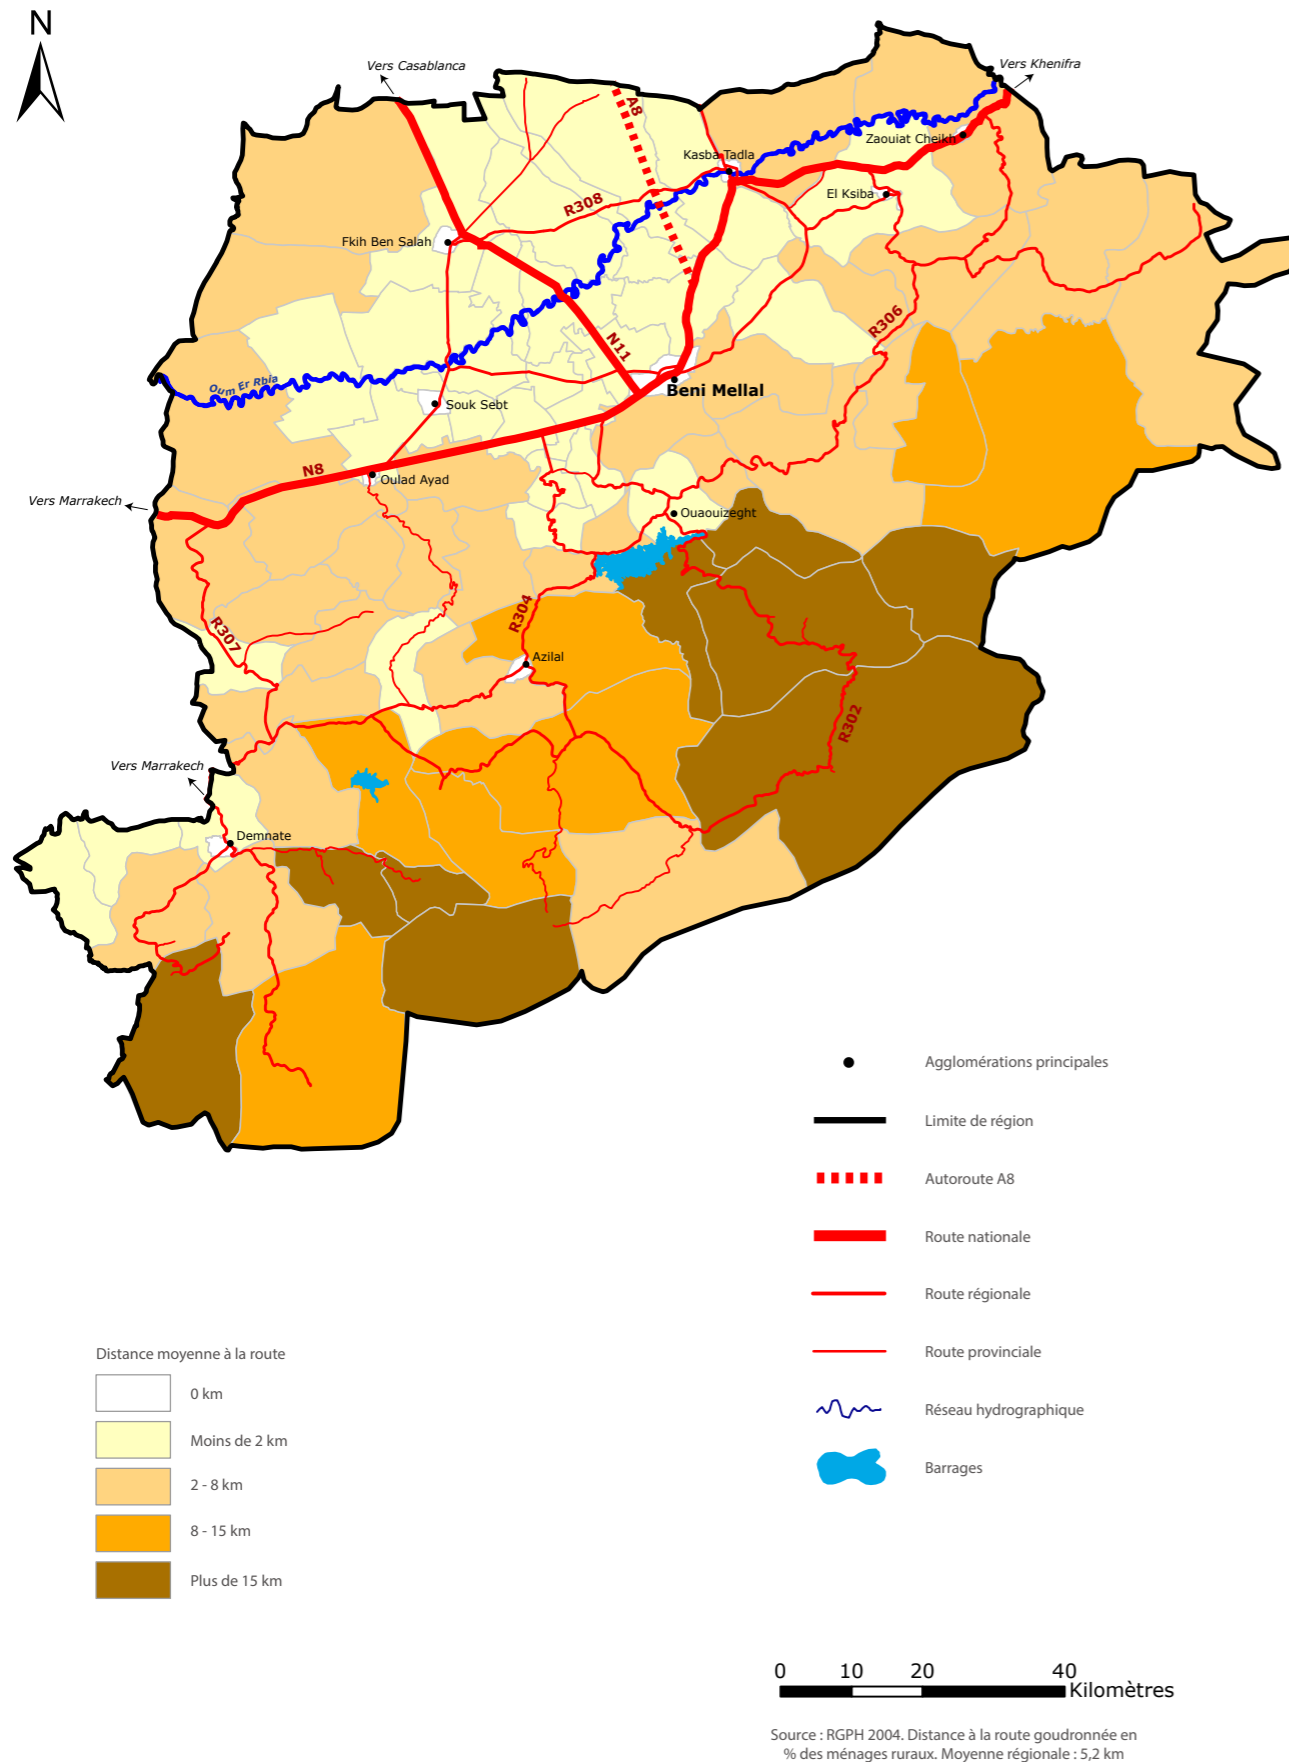 N
Vers Casablanca
Vers Khenifra
A8
Zaouiat Cheikh
Kasba Tadla
El Ksiba
R308
Fkih Ben Salah
R306
N11
Oum Er Rbia
Beni Mellal
Souk Sebt
N8
Oulad Ayad
Vers Marrakech
Ouaouizeght
R304
R307
Azilal
R302
Vers Marrakech
Demnate
Agglomérations principales
Limite de région
Autoroute A8
Route nationale
Route régionale
Route provinciale
Réseau hydrographique
Barrages
Distance moyenne à la route
0 km
Moins de 2 km
2 - 8 km
8 - 15 km
Plus de 15 km
0 10 20 40
Kilomètres
Source : RGPH 2004. Distance à la route goudronnée en
% des ménages ruraux. Moyenne régionale : 5,2 km